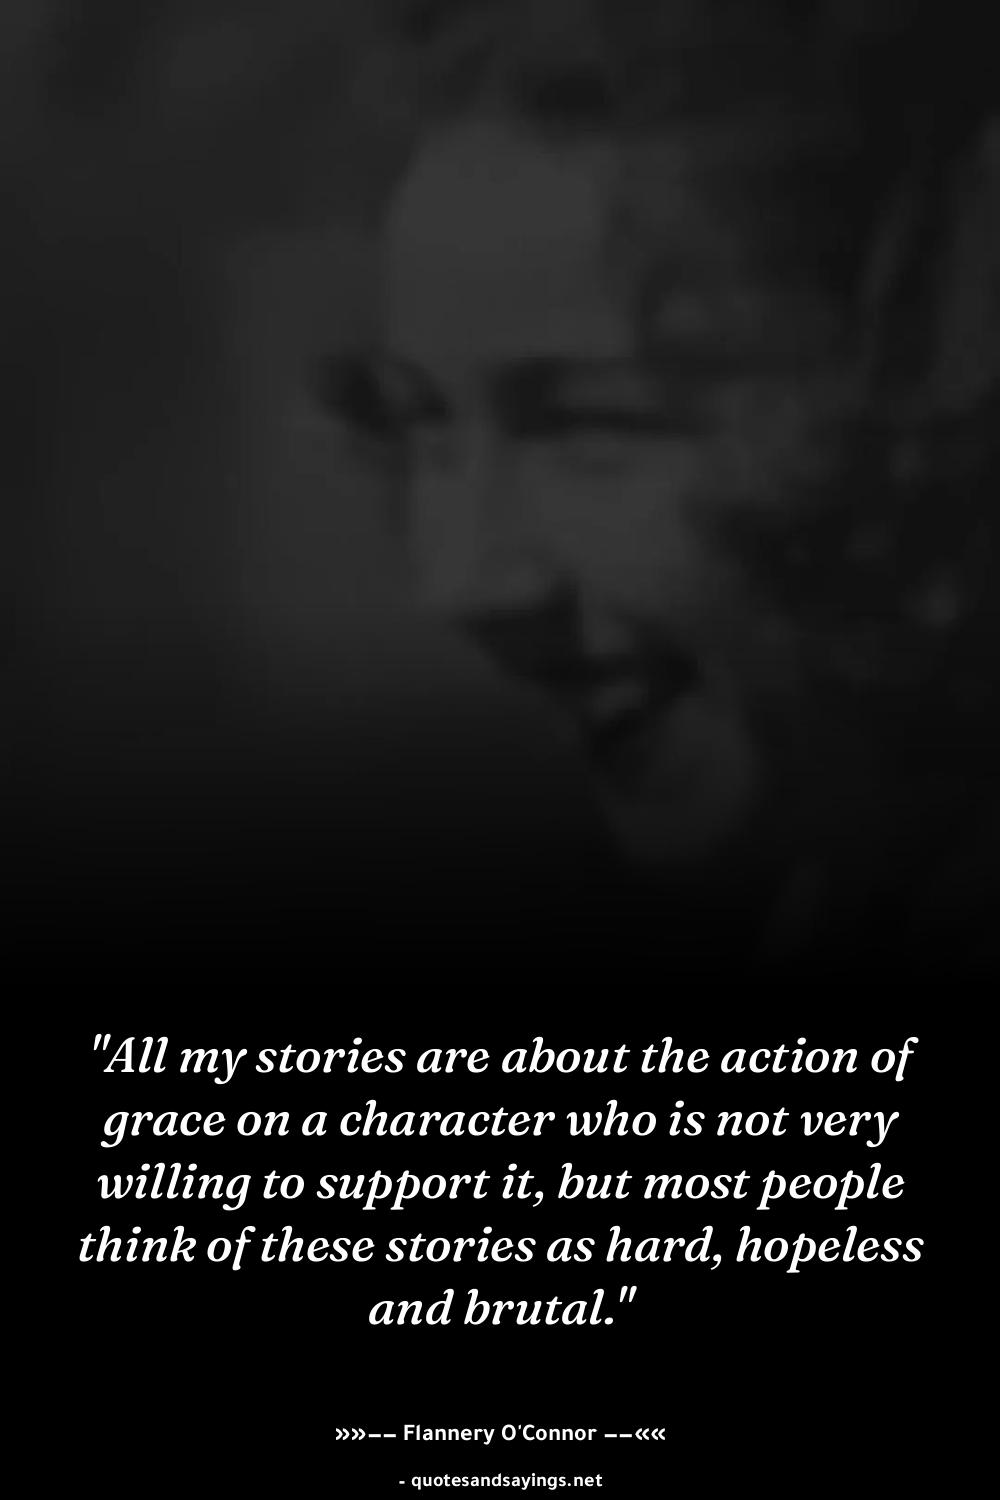 "All my stories are about the action of
grace on a character who is not very
willing to support it, but most people
think of these stories as hard, hopeless
and brutal."
»»–– Flannery O'Connor ––««
- quotesandsayings.net